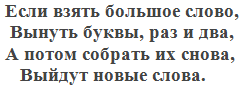 Если взять большое слово,
Вынуть буквы, раз и два,
А потом собрать их снова,
Выйдут новые слова.